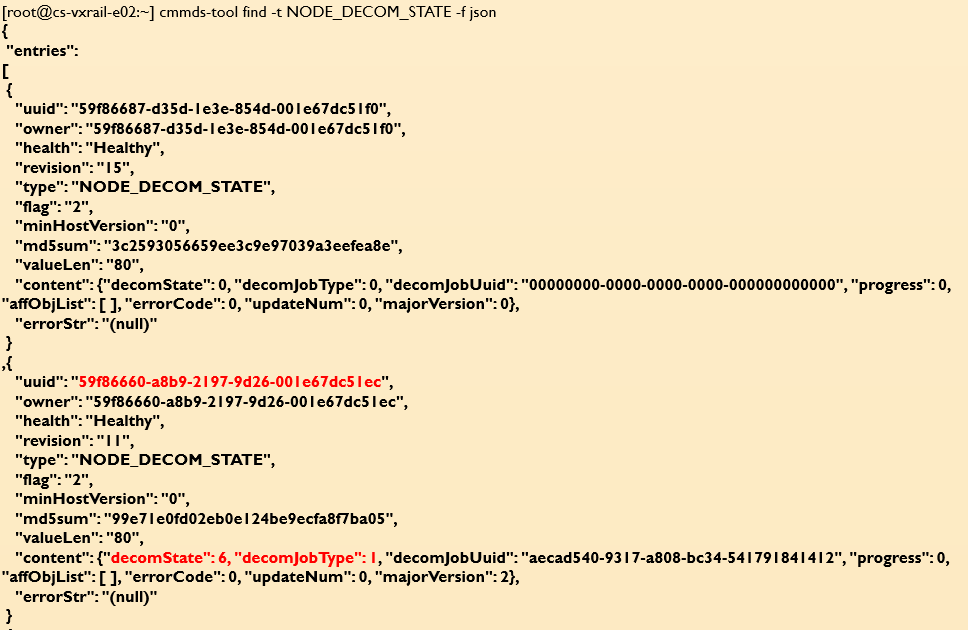 [root@cs-vxrail-e02:~] cmmds-tool find -t NODE_DECOM_STATE -f json
{
"entries":
[
{
"uuid": "59f86687-d35d-1e3e-854d-001e67dc51f0",
"owner": "59f86687-d35d-1e3e-854d-001e67dc51f0",
"health": "Healthy",
"revision": "15",
"type": "NODE_DECOM_STATE",
"flag": "2",
"minHostVersion": "0",
"md5sum": "3c2593056659ee3c9e97039a3eefea8e",
"valueLen": "80",
"content": {"decomState": 0, "decomJobType": 0, "decomJobUuid": "00000000-0000-0000-0000-000000000000", "progress": 0,
"affObjList": [ ], "errorCode": 0, "updateNum": 0, "majorVersion": 0},
"errorStr": "(null)"
}
,{
"uuid": "59f86660-a8b9-2197-9d26-001e67dc51ec",
"owner": "59f86660-a8b9-2197-9d26-001e67dc51ec",
"health": "Healthy",
"revision": "11",
"type": "NODE_DECOM_STATE",
"flag": "2",
"minHostVersion": "0",
"md5sum": "99e71e0fd02eb0e124be9ecfa8f7ba05",
"valueLen": "80",
"content": {"decomState": 6, "decomJobType": 1, "decomJobUuid": "aecad540-9317-a808-bc34-541791841412", "progress": 0,
"affObjList": [ ], "errorCode": 0, "updateNum": 0, "majorVersion": 2},
"errorStr": "(null)"
}